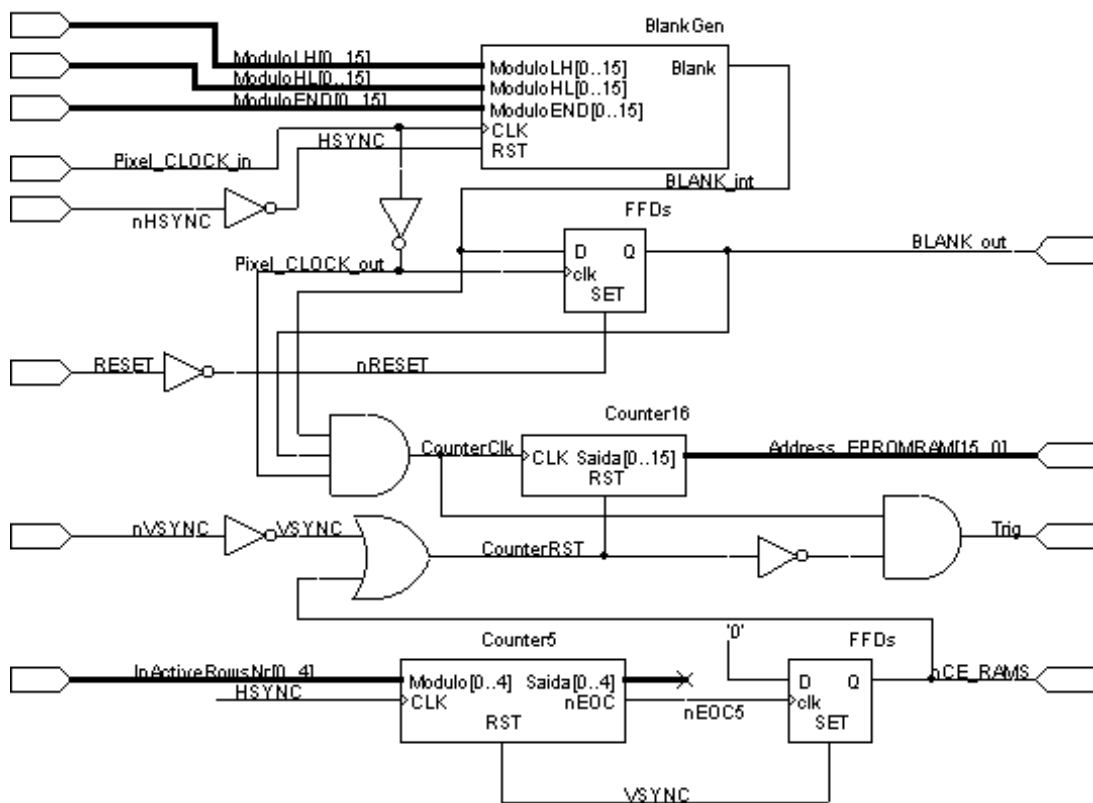 BlankGen
ModuloLH[0..15]
ModuloHL[0..15]
ModuloEND[0..15]
ModuloLH[0..15]
ModuloHL[0..15]
ModuloEND[0..15]
Blank
CLK
RST
HSYNC
Pixel_CLOCK_in
nHSYNC
BLANK_int
FFDs
BLANK_out
D Q
clk
SET
Pixel_CLOCK_out
RESET
nRESET
Counter16
CounterClk
CLK Saida[0..15]
RST
Address_EPROMRAM[15..0]
nVSYNC
VSYNC
CounterRST
Trig
Counter5
'0'
FFDs
InActiveRowsNr[0..4]
HSYNC
Modulo[0..4] Saida[0..4]
nEOC
CLK
RST
nEOC5
D Q
clk
SET
nCE_RAMS
VSYNC